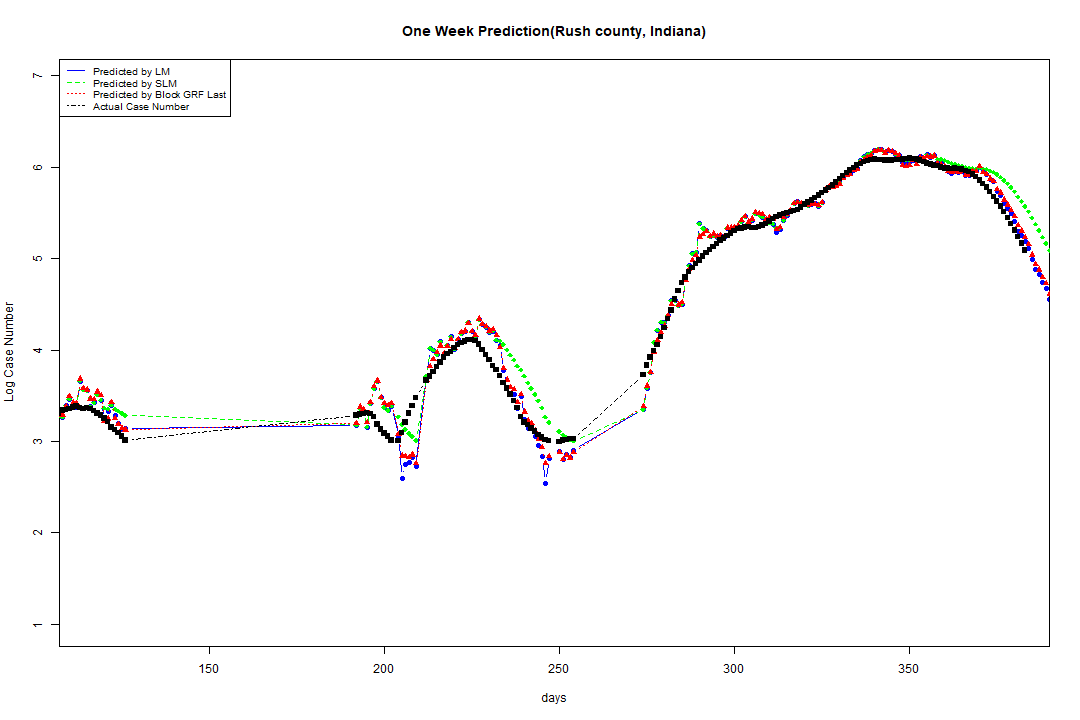 One Week Prediction(Rush county, Indiana)
Predicted by LM
Predicted by SLM
Predicted by Block GRF Last
Actual Case Number
7
6
5
4
3
2
1
Log Case Number
150
200
250
300
350
days